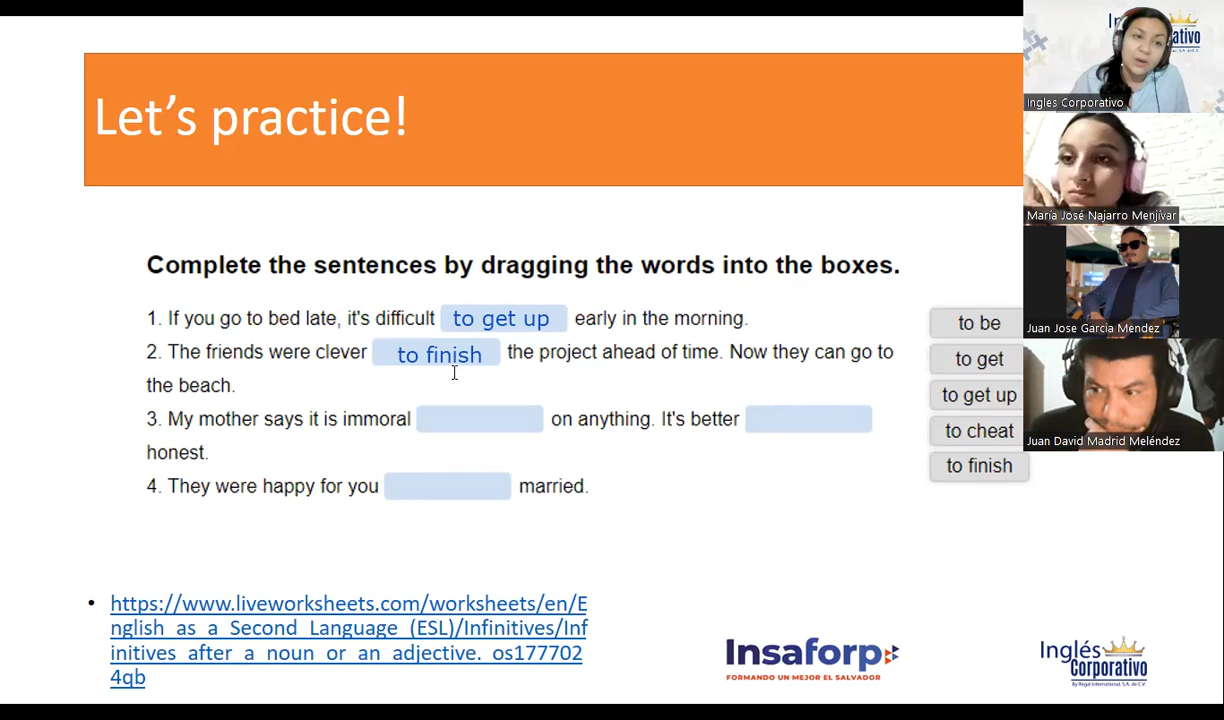 Let's practice!
Complete the sentences by dragging the words into the boxes.
1. If you go to bed late, it's difficult to get up early in the morning.
2. The friends were clever to finish the project ahead of time. Now they can go to
the beach.
3. My mother says it is immoral on anything. It's better
honest.
4. They were happy for you married.
to be
to get
to get up
to cheat
to finish
• https://www.liveworksheets.com/worksheets/en/E
nglish_as_a_Second_Language_(ESL)/Infinitives/Inf
initives_after_a_noun_or_an_adjective._os177702
4qb
Insaforp
FORMANDO UN MEJOR EL SALVADOR
Inglés
Corporativo
By Regal International, S.A. de C.V.
Ingles Corporativo
María José Najarro Menjívar
Juan Jose Garcia Mendez
Juan David Madrid Meléndez